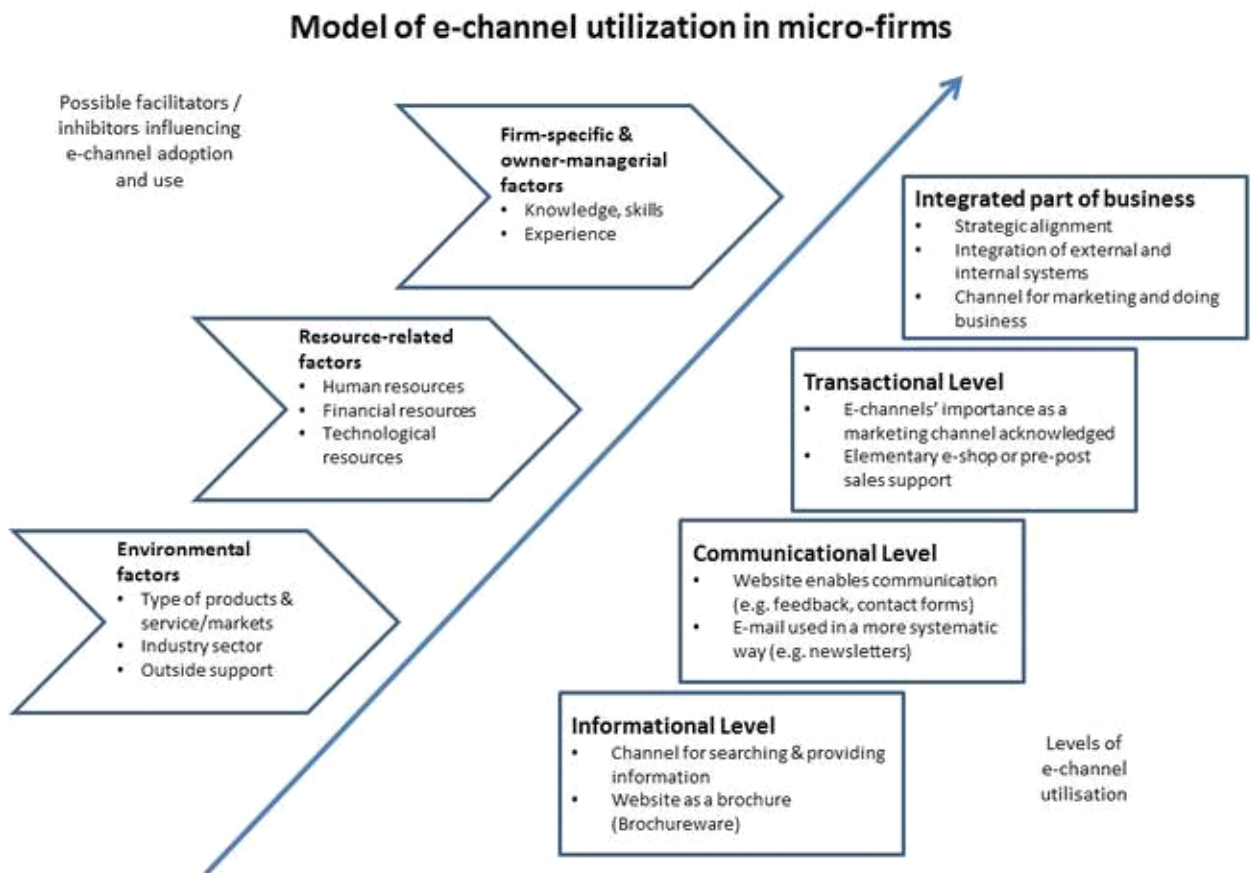 Model of e-channel utilization in micro-firms
Possible facilitators /
inhibitors influencing
e-channel adoption
and use
Firm-specific &
owner-managerial
factors
• Knowledge, skills
• Experience
Resource-related
factors
• Human resources
• Financial resources
• Technological
resources
Environmental
factors
• Type of products &
service/markets
• Industry sector
• Outside support
Integrated part of business
• Strategic alignment
• Integration of external and
internal systems
• Channel for marketing and doing
business
Transactional Level
• E-channels’ importance as a
marketing channel acknowledged
• Elementary e-shop or pre-post
sales support
Communicational Level
• Website enables communication
(e.g. feedback, contact forms)
• E-mail used in a more systematic
way (e.g. newsletters)
Informational Level
• Channel for searching & providing
information
• Website as a brochure
(Brochureware)
Levels of
e-channel
utilisation